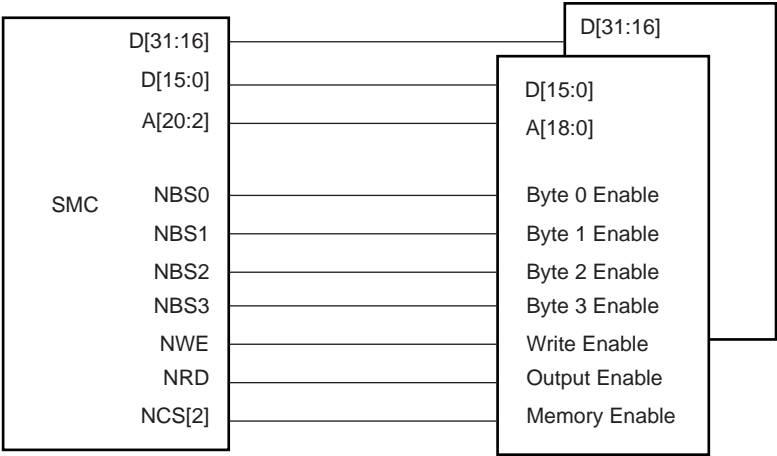 D[31:16] D[31:16]
D[15:0] D[15:0]
A[20:2] A[18:0]
SMC
NBS0 Byte 0 Enable
NBS1 Byte 1 Enable
NBS2 Byte 2 Enable
NBS3 Byte 3 Enable
NWE Write Enable
NRD Output Enable
NCS[2] Memory Enable